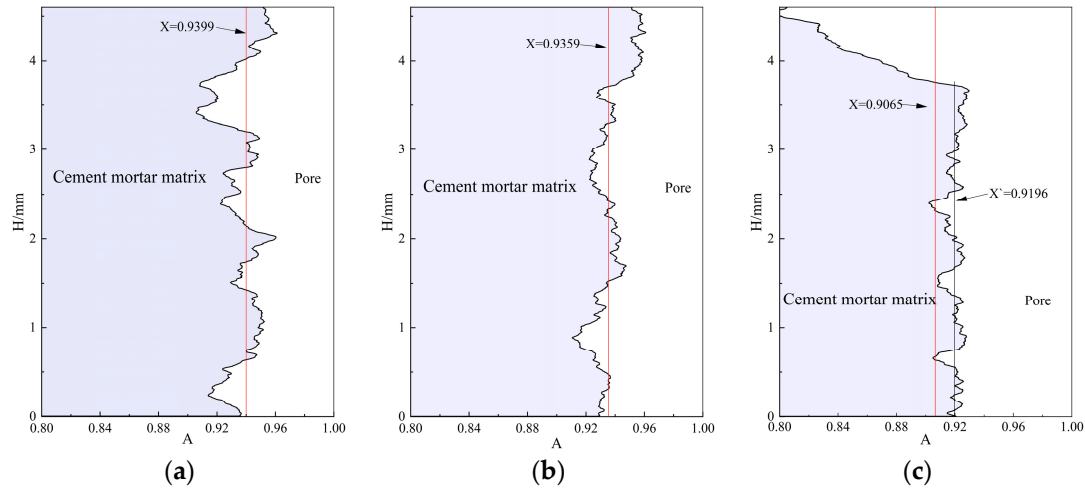 4
3
2
1
0
H/mm
X=0.9399
Cement mortar matrix
Pore
0.80
0.84
0.88
0.92
0.96
1.00
A
(a)
4
3
2
1
0
H/mm
X=0.9359
Cement mortar matrix
Pore
0.80
0.84
0.88
0.92
0.96
1.00
A
(b)
4
3
2
1
0
H/mm
X=0.9065
X`=0.9196
Cement mortar matrix
Pore
0.80
0.84
0.88
0.92
0.96
1.00
A
(c)